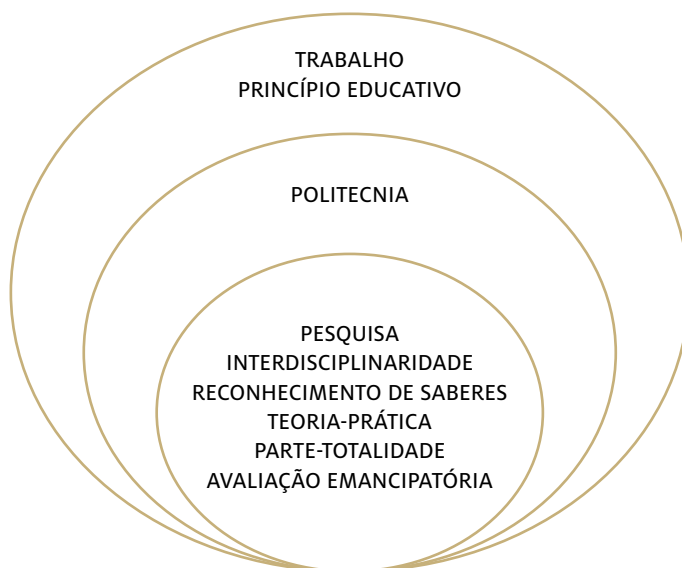 TRABALHO
PRINCÍPIO EDUCATIVO
POLITECNIA
PESQUISA
INTERDISCIPLINARIDADE
RECONHECIMENTO DE SABERES
TEORIA-PRÁTICA
PARTE-TOTALIDADE
AVALIAÇÃO EMANCIPATÓRIA